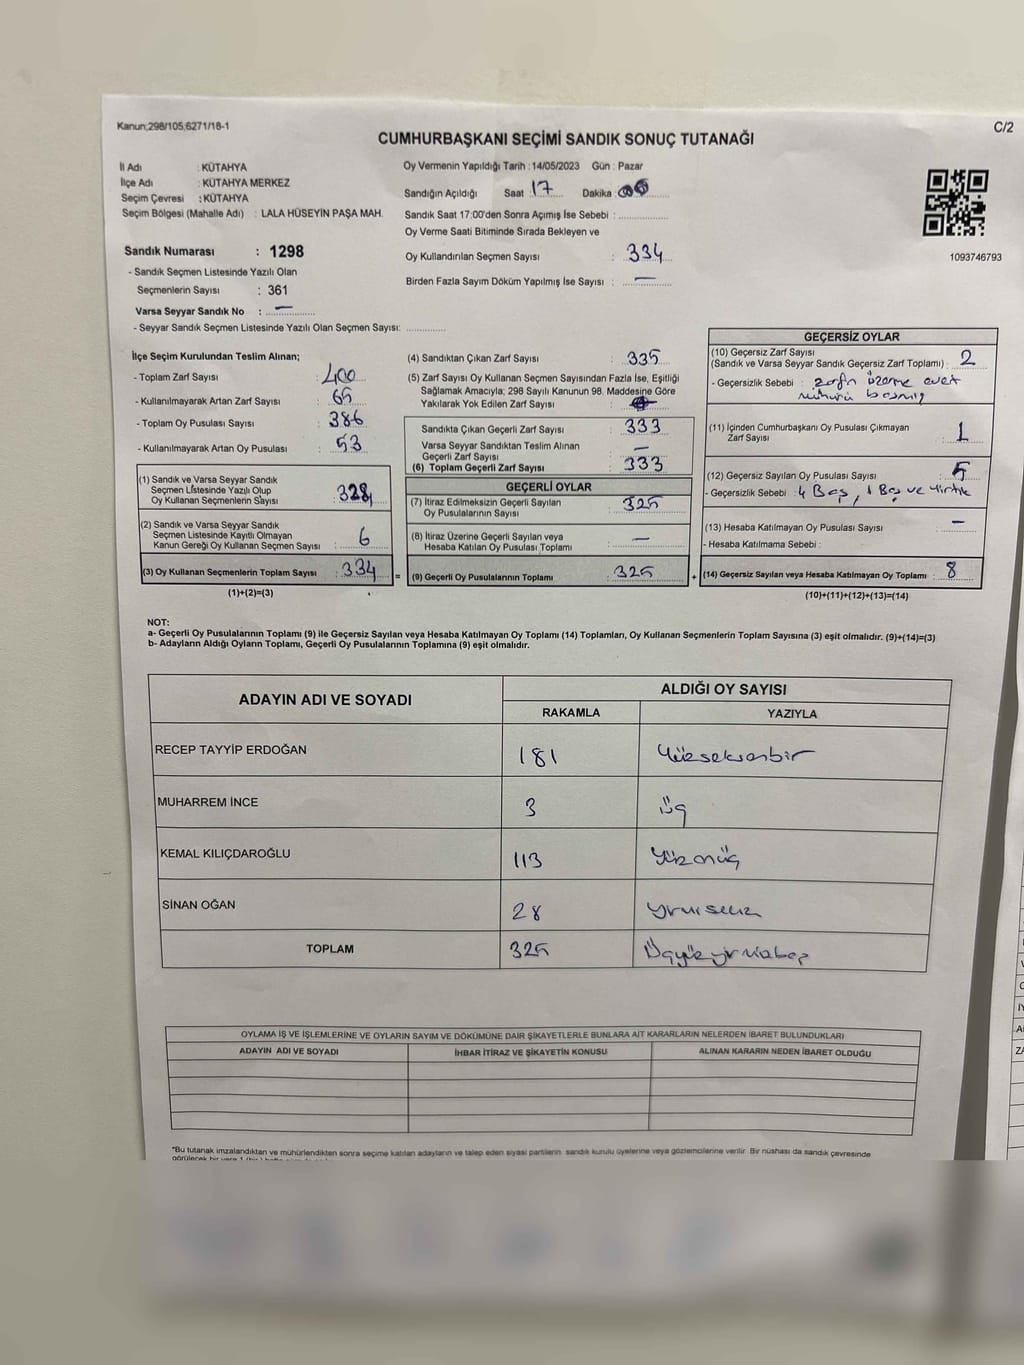 Kanun;298/105,6271/18-1
C/2
CUMHURBAŞKANI SEÇİMİ SANDIK SONUÇ TUTANAĞI
İl Adı : KÜTAHYA
İlçe Adı : KÜTAHYA MERKEZ
Seçim Çevresi : KÜTAHYA
Seçim Bölgesi (Mahalle Adı) : LALA HÜSEYİN PAŞA MAH.
Oy Vermenin Yapıldığı Tarih : 14/05/2023 Gün : Pazar
Sandığın Açıldığı Saat : 17 Dakika :
Sandık Saat 17:00'den Sonra Açımış İse Sebebi :
Oy Verme Saati Bitiminde Sırada Bekleyen ve
Oy Kullandırılan Seçmen Sayısı : 334
Birden Fazla Sayım Döküm Yapılmış İse Sayısı : —
1093746793
Sandık Numarası : 1298
- Sandık Seçmen Listesinde Yazılı Olan
Seçmenlerin Sayısı : 361
Varsa Seyyar Sandık No : —
- Seyyar Sandık Seçmen Listesinde Yazılı Olan Seçmen Sayısı:
İlçe Seçim Kurulundan Teslim Alınan;
- Toplam Zarf Sayısı : 400
- Kullanılmayarak Artan Zarf Sayısı : 65
- Toplam Oy Pusulası Sayısı : 386
- Kullanılmayarak Artan Oy Pusulası : 53
(1) Sandık ve Varsa Seyyar Sandık
Seçmen Listesinde Yazılı Olup
Oy Kullanan Seçmenlerin Sayısı : 328
(2) Sandık ve Varsa Seyyar Sandık
Seçmen Listesinde Kayıtlı Olmayan
Kanun Gereği Oy Kullanan Seçmen Sayısı : 6
(3) Oy Kullanan Seçmenlerin Toplam Sayısı : 334
(1)+(2)=(3)
(4) Sandıktan Çıkan Zarf Sayısı : 335
(5) Zarf Sayısı Oy Kullanan Seçmen Sayısından Fazla İse, Eşitliği
Sağlamak Amacıyla; 298 Sayılı Kanunun 98. Maddesine Göre
Yakılarak Yok Edilen Zarf Sayısı :
Sandıkta Çıkan Geçerli Zarf Sayısı : 333
Varsa Seyyar Sandıktan Teslim Alınan
Geçerli Zarf Sayısı : —
(6) Toplam Geçerli Zarf Sayısı : 333
GEÇERLİ OYLAR
(7) İtiraz Edilmeksizin Geçerli Sayılan
Oy Pusulalarının Sayısı : 325
(8) İtiraz Üzerine Geçerli Sayılan veya
Hesaba Katılan Oy Pusulası Toplamı : —
= (9) Geçerli Oy Pusulalarının Toplamı : 325
GEÇERSİZ OYLAR
(10) Geçersiz Zarf Sayısı
(Sandık ve Varsa Seyyar Sandık Geçersiz Zarf Toplamı) : 2
- Geçersizlik Sebebi : zarfın üzerine evet
mühürü basmış
(11) İçinden Cumhurbaşkanı Oy Pusulası Çıkmayan
Zarf Sayısı : 1
(12) Geçersiz Sayılan Oy Pusulası Sayısı : 5
- Geçersizlik Sebebi : 4 Boş, 1 Boş ve Yırtık
(13) Hesaba Katılmayan Oy Pusulası Sayısı : —
- Hesaba Katılmama Sebebi :
+ (14) Geçersiz Sayılan veya Hesaba Katılmayan Oy Toplamı : 8
(10)+(11)+(12)+(13)=(14)
NOT:
a- Geçerli Oy Pusulalarının Toplamı (9) ile Geçersiz Sayılan veya Hesaba Katılmayan Oy Toplamı (14) Toplamları, Oy Kullanan Seçmenlerin Toplam Sayısına (3) eşit olmalıdır. (9)+(14)=(3)
b- Adayların Aldığı Oyların Toplamı, Geçerli Oy Pusulalarının Toplamına (9) eşit olmalıdır.
ADAYIN ADI VE SOYADI
ALDIĞI OY SAYISI
RAKAMLA YAZIYLA
RECEP TAYYİP ERDOĞAN 181 Yüzseksenbir
MUHARREM İNCE 3 Üç
KEMAL KILIÇDAROĞLU 113 Yüzonüç
SİNAN OĞAN 28 Yirmisekiz
TOPLAM 325 Üçyüzyirmibeş
OYLAMA İŞ VE İŞLEMLERİNE VE OYLARIN SAYIM VE DÖKÜMÜNE DAİR ŞİKAYETLERLE BUNLARA AİT KARARLARIN NELERDEN İBARET BULUNDUKLARI
ADAYIN ADI VE SOYADI İHBAR İTİRAZ VE ŞİKAYETİN KONUSU ALINAN KARARIN NEDEN İBARET OLDUĞU
"Bu tutanak imzalandıktan ve mühürlendikten sonra seçime katılan adayların ve talep eden siyasi partilerin sandık kurulu üyelerine veya gözlemcilerine verilir. Bir nüshası da sandık çevresinde